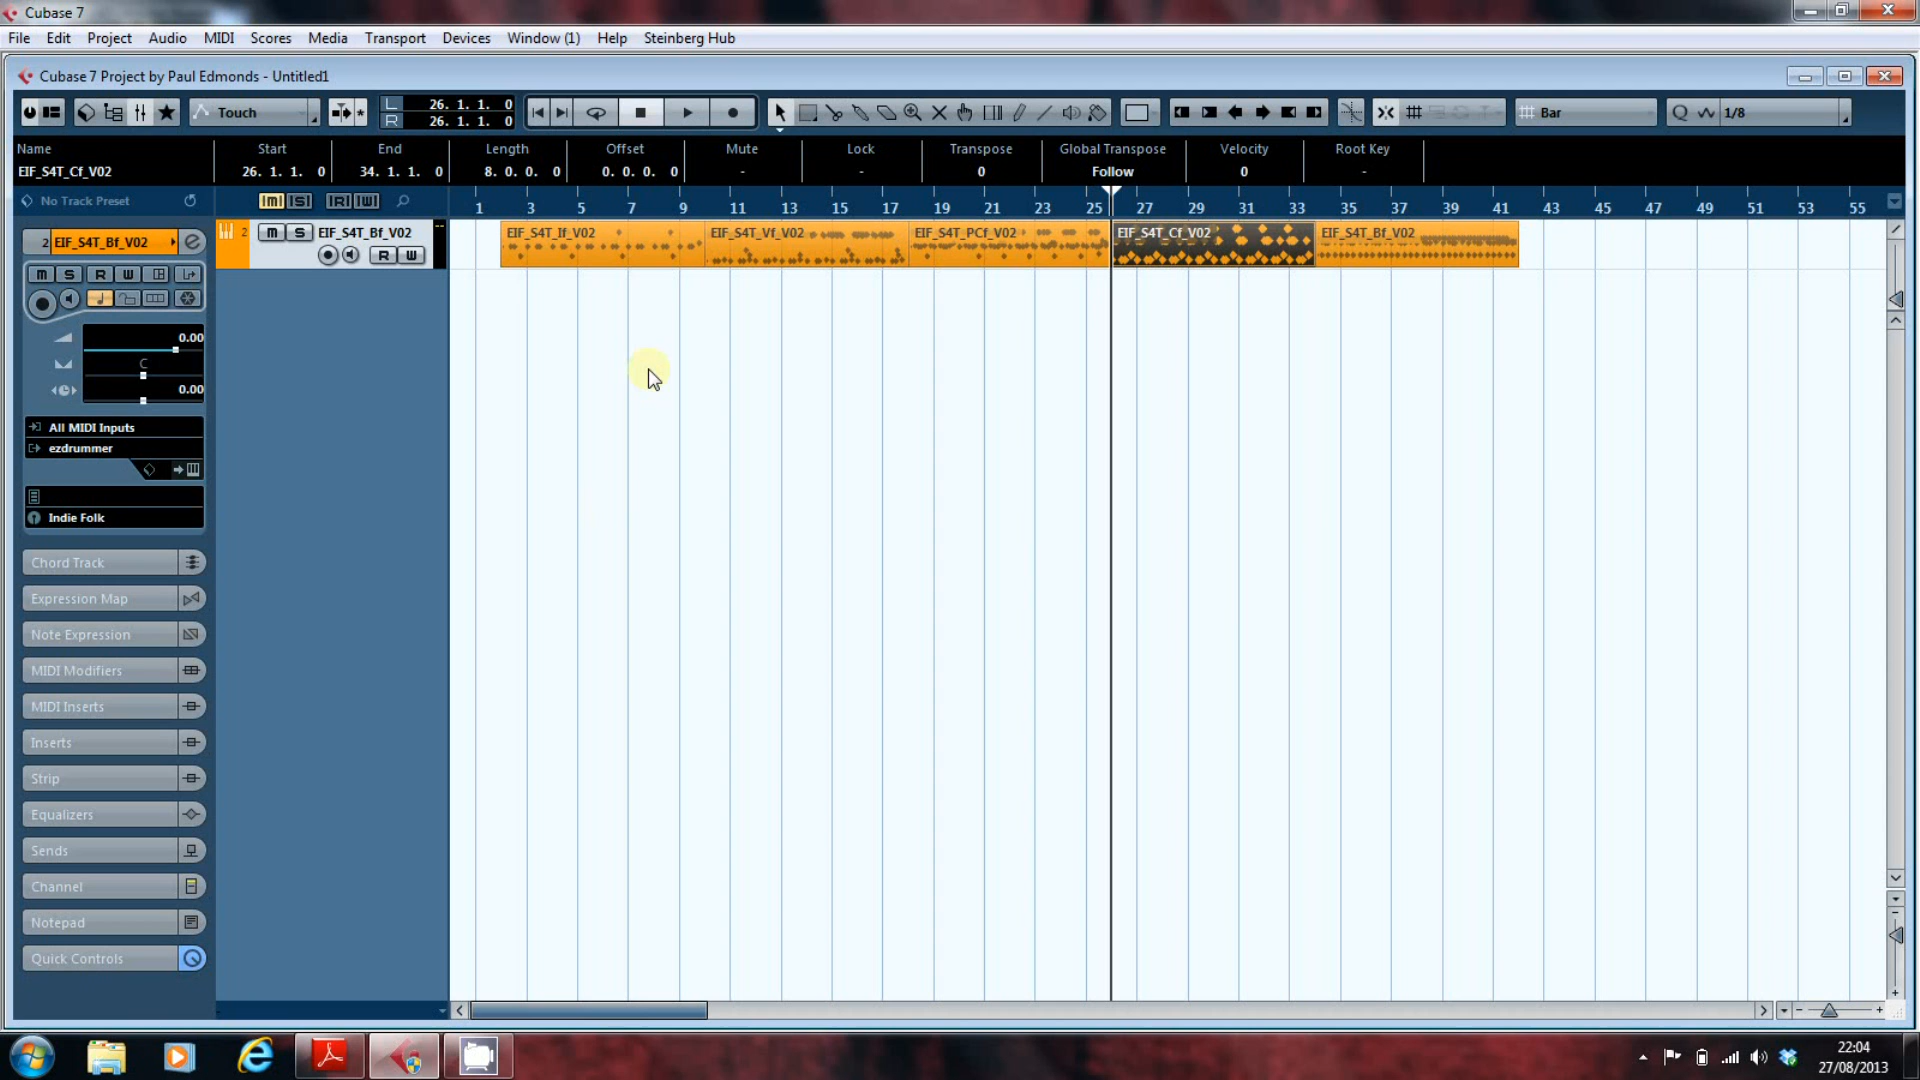 Cubase 7
File Edit Project Audio MIDI Scores Media Transport Devices Window (1) Help Steinberg Hub
Cubase 7 Project by Paul Edmonds - Untitled1
Touch
L 26. 1. 1. 0
R 26. 1. 1. 0
Bar
Q 1/8
Name Start End Length Offset Mute Lock Transpose Global Transpose Velocity Root Key
EIF_S4T_Cf_V02 26. 1. 1. 0 34. 1. 1. 0 8. 0. 0. 0 0. 0. 0. 0 - - 0 Follow 0 -
No Track Preset
M S R W
1 3 5 7 9 11 13 15 17 19 21 23 25 27 29 31 33 35 37 39 41 43 45 47 49 51 53 55
2 EIF_S4T_Bf_V02
2 m S EIF_S4T_Bf_V02
R W
EIF_S4T_If_V02 EIF_S4T_Vf_V02 EIF_S4T_PCf_V02 EIF_S4T_Cf_V02 EIF_S4T_Bf_V02
m S R W
0.00
C
0.00
All MIDI Inputs
ezdrummer
Indie Folk
Chord Track
Expression Map
Note Expression
MIDI Modifiers
MIDI Inserts
Inserts
Strip
Equalizers
Sends
Channel
Notepad
Quick Controls
22:04
27/08/2013